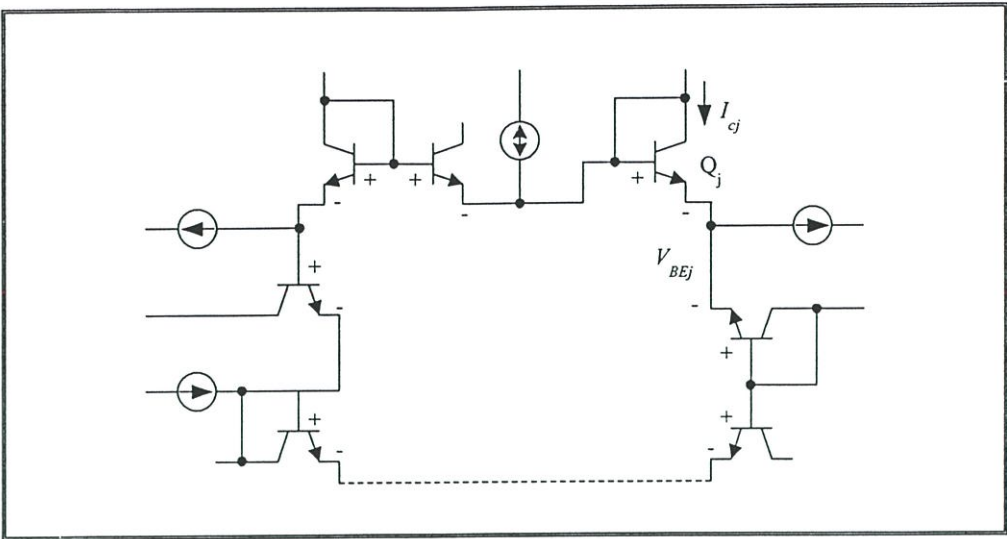 I_cj
Q_j
+ + +
- - -
V_BEj
+
- -
+
+ +
- -